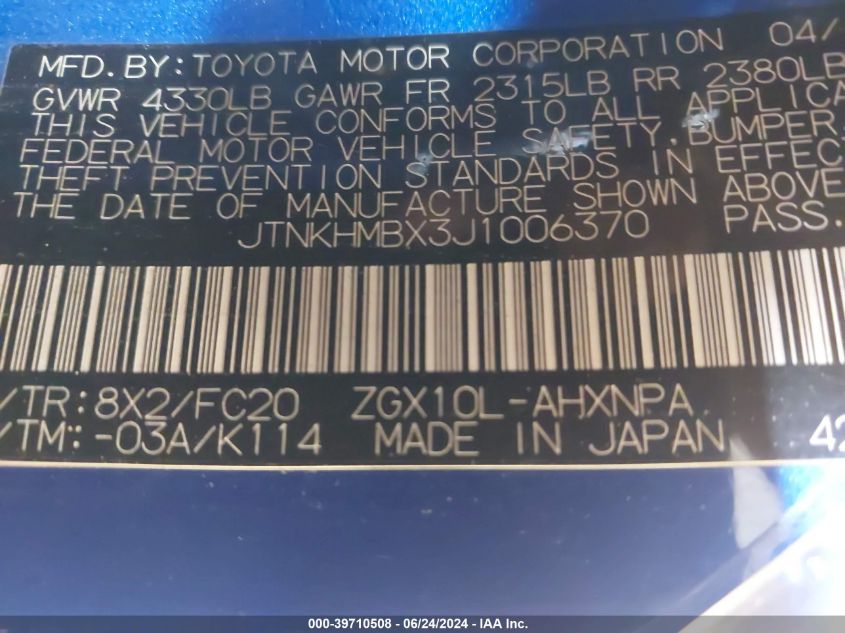 MFD. BY: TOYOTA MOTOR CORPORATION 04/
GVWR 4330LB GAWR FR 2315LB RR 2380LB
THIS VEHICLE CONFORMS TO ALL APPLICA
FEDERAL MOTOR VEHICLE SAFETY, BUMPER,
THEFT PREVENTION STANDARDS IN EFFEC
THE DATE OF MANUFACTURE SHOWN ABOVE
JTNKHMBX3J1006370 PASS.
/TR: 8X2/FC20 ZGX10L-AHXNPA
/TM: -03A/K114 MADE IN JAPAN 42
000-39710508 - 06/24/2024 - IAA Inc.